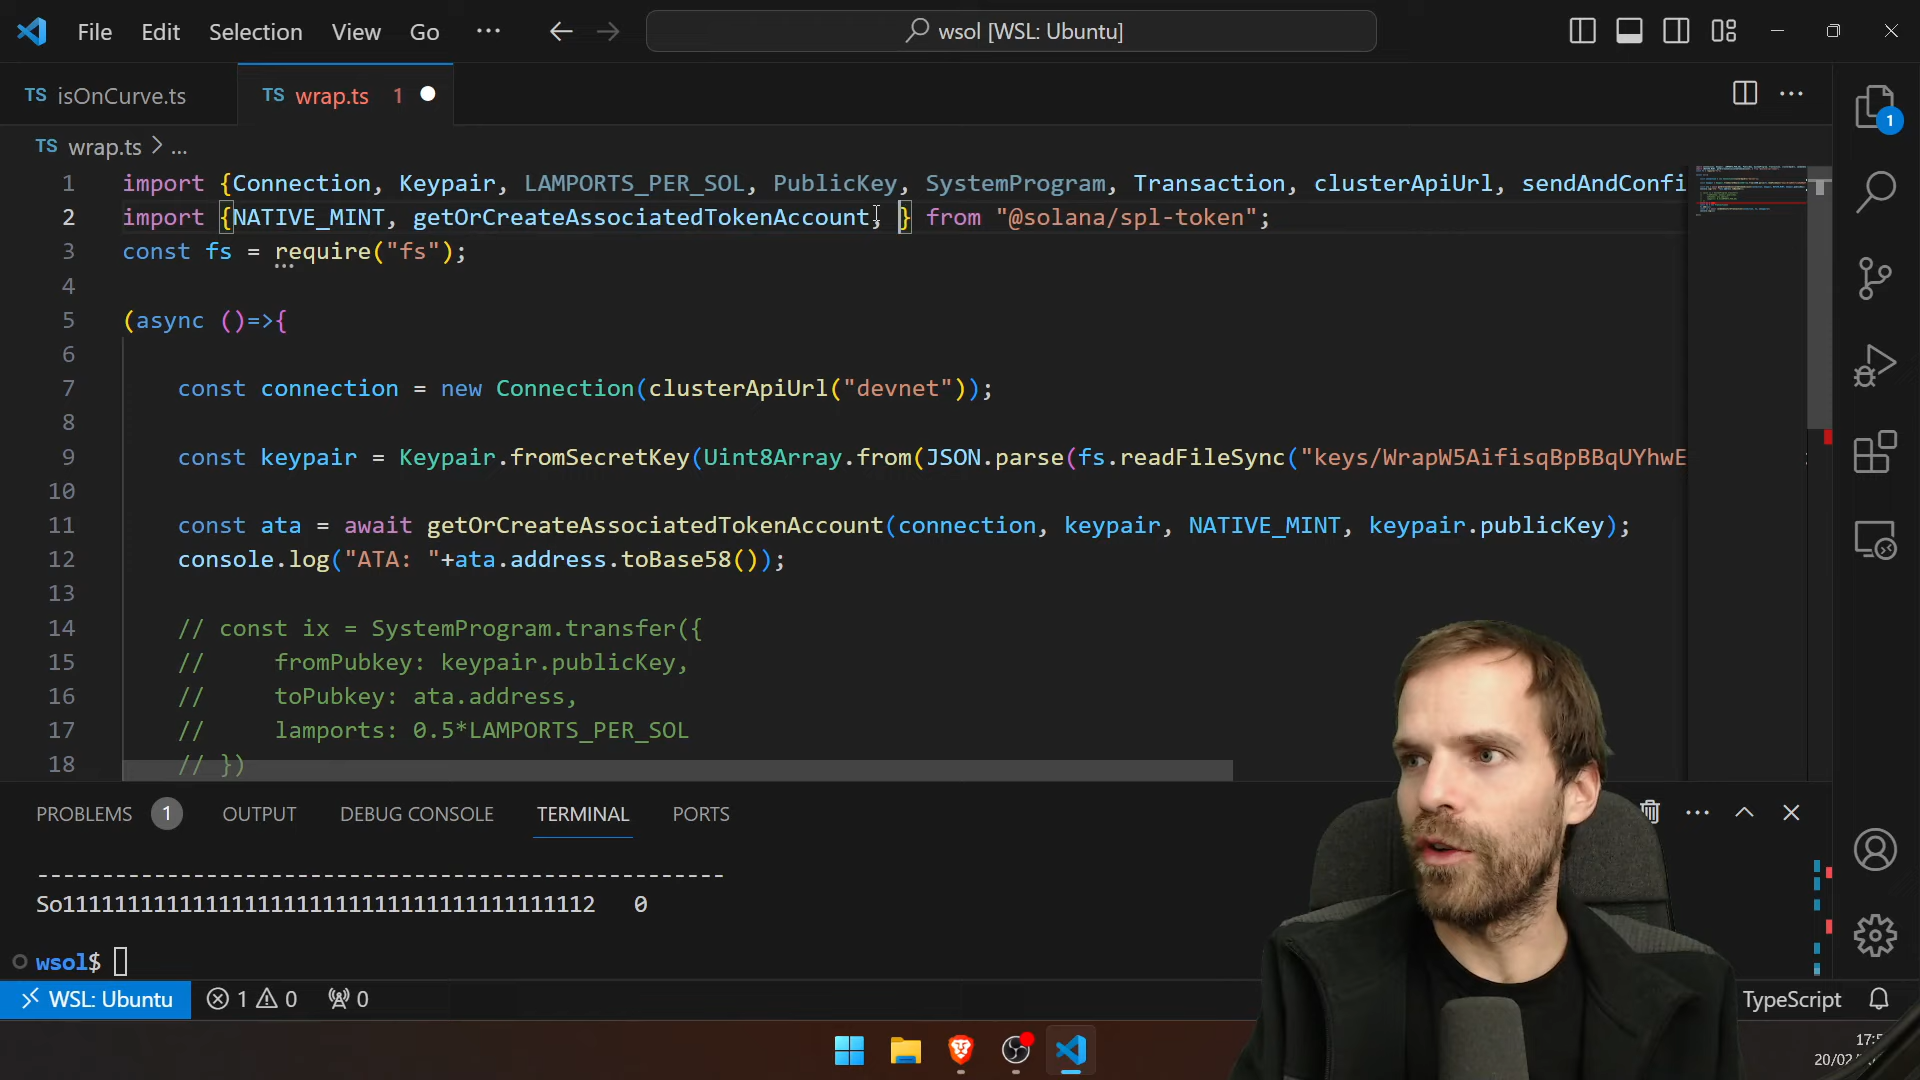 File Edit Selection View Go ··· wsol [WSL: Ubuntu]
TS isOnCurve.ts TS wrap.ts 1
TS wrap.ts > ...
1 import {Connection, Keypair, LAMPORTS_PER_SOL, PublicKey, SystemProgram, Transaction, clusterApiUrl, sendAndConfi
2 import {NATIVE_MINT, getOrCreateAssociatedTokenAccount, } from "@solana/spl-token";
3 const fs = require("fs");
4
5 (async ()=>{
6
7 const connection = new Connection(clusterApiUrl("devnet"));
8
9 const keypair = Keypair.fromSecretKey(Uint8Array.from(JSON.parse(fs.readFileSync("keys/WrapW5AifisqBpBBqUYhwE
10
11 const ata = await getOrCreateAssociatedTokenAccount(connection, keypair, NATIVE_MINT, keypair.publicKey);
12 console.log("ATA: "+ata.address.toBase58());
13
14 // const ix = SystemProgram.transfer({
15 // fromPubkey: keypair.publicKey,
16 // toPubkey: ata.address,
17 // lamports: 0.5*LAMPORTS_PER_SOL
18 // })
PROBLEMS 1 OUTPUT DEBUG CONSOLE TERMINAL PORTS
-----------------------------------------------------
So11111111111111111111111111111111111111112 0
wsol$
WSL: Ubuntu 1 0 0 TypeScript
20/02/